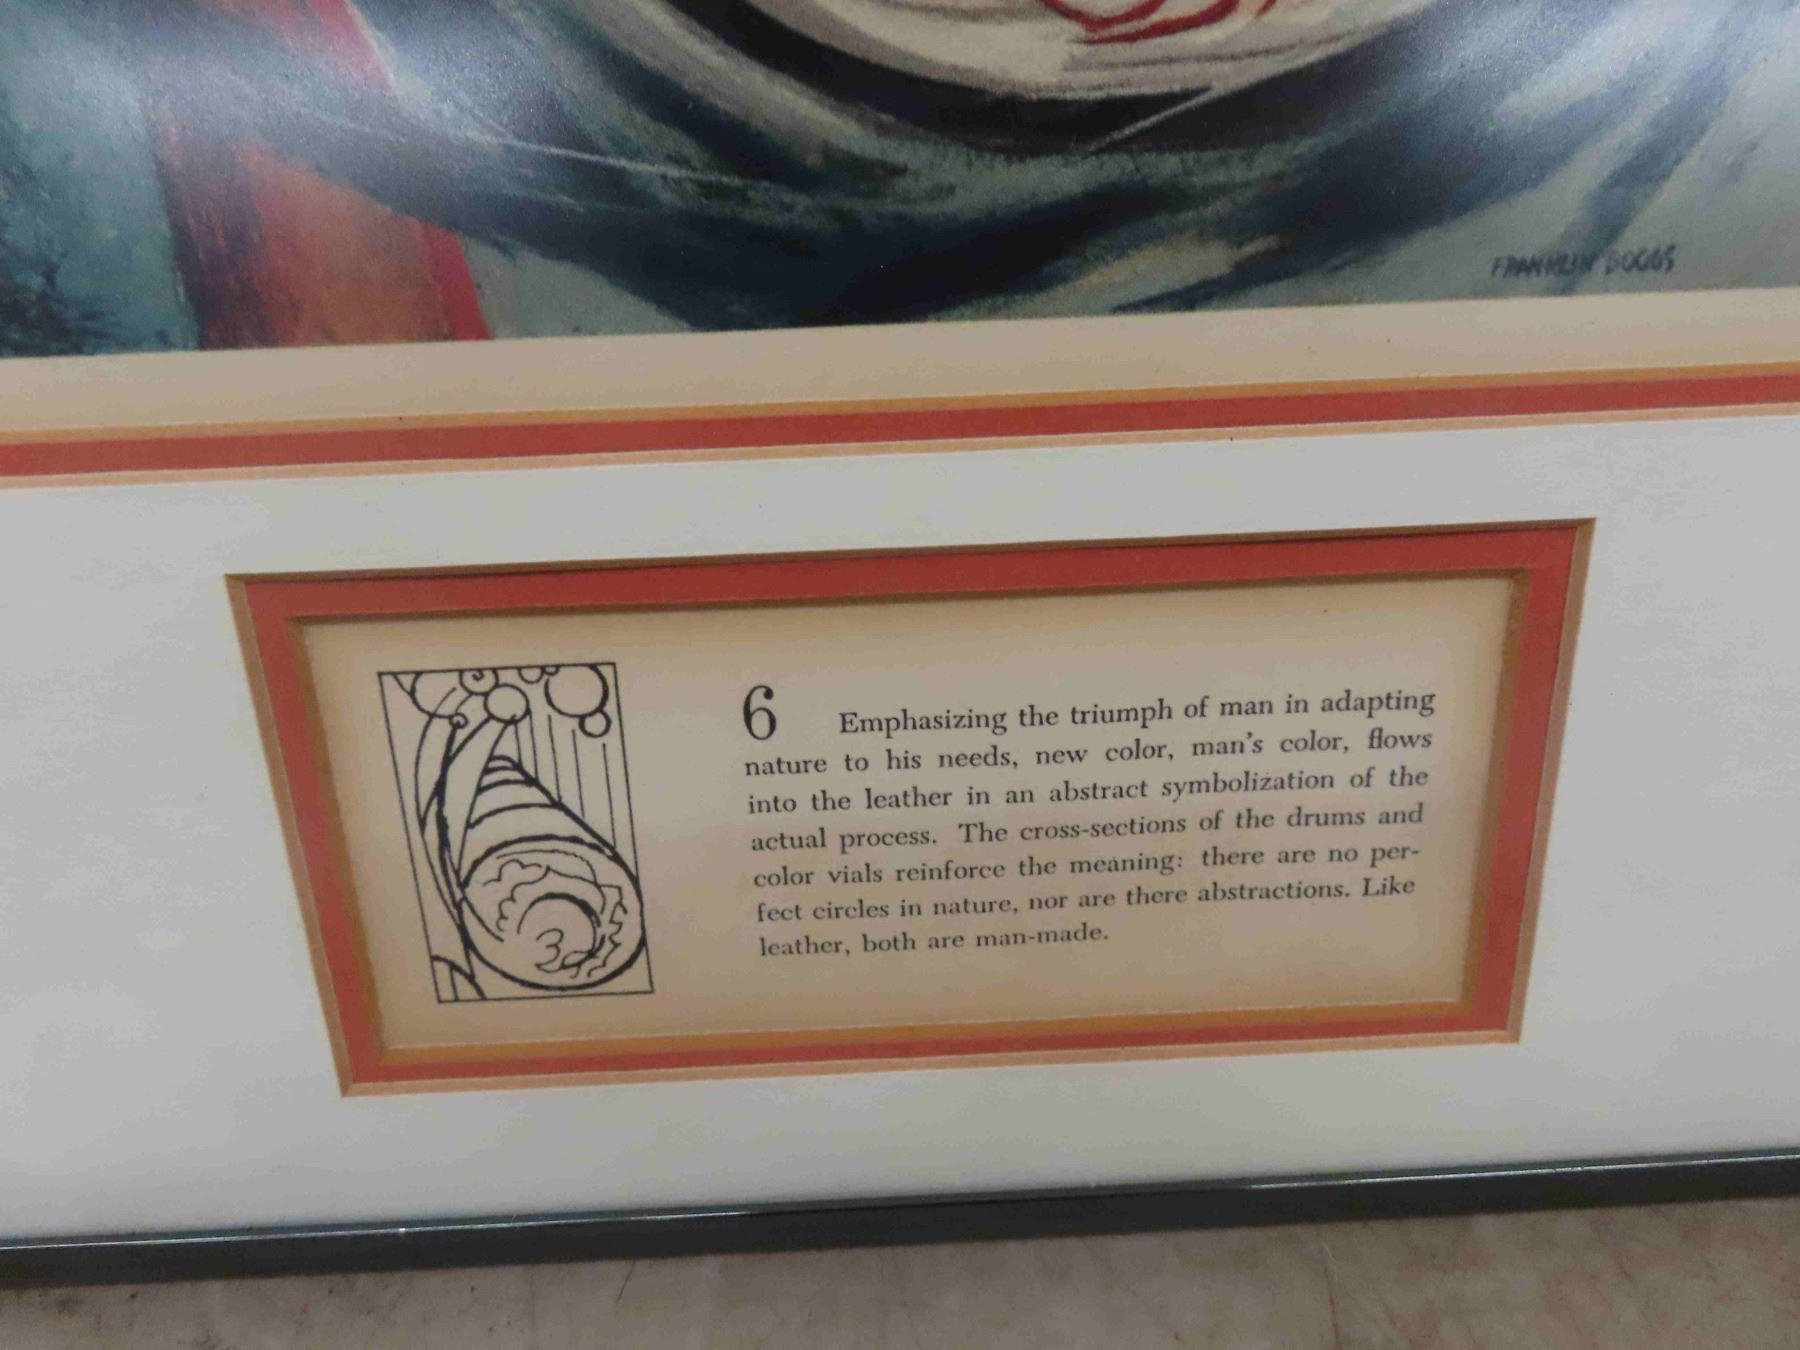 FRANKLIN BOGGS
6 Emphasizing the triumph of man in adapting
nature to his needs, new color, man's color, flows
into the leather in an abstract symbolization of the
actual process. The cross-sections of the drums and
color vials reinforce the meaning: there are no per-
fect circles in nature, nor are there abstractions. Like
leather, both are man-made.